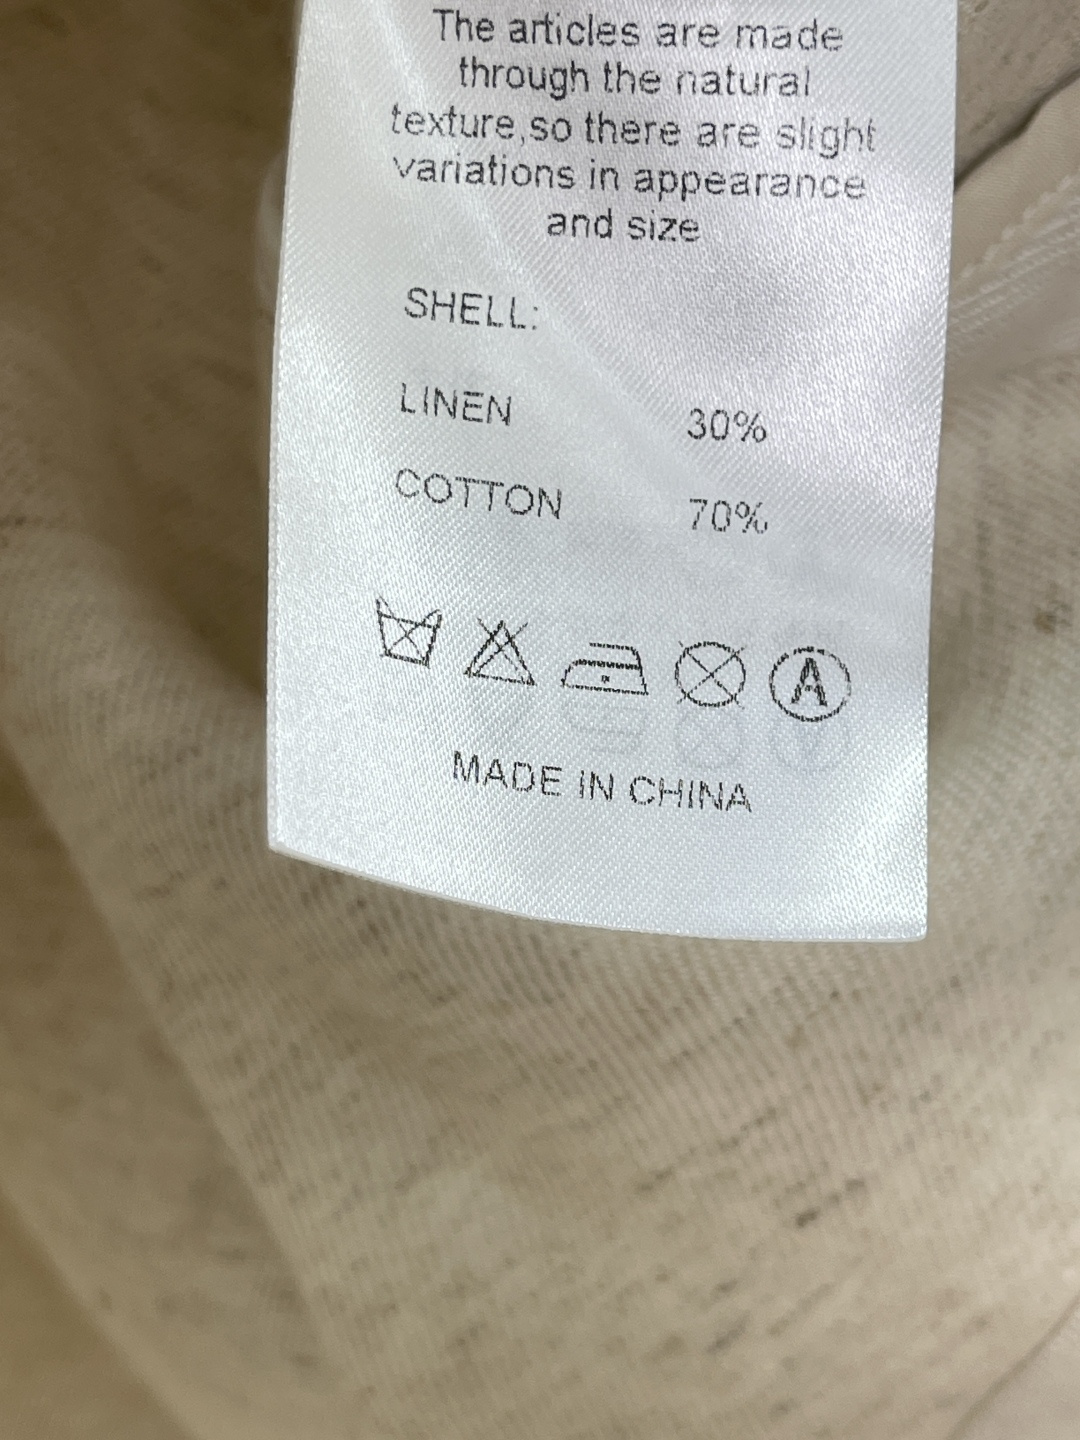 The articles are made
through the natural
texture,so there are slight
variations in appearance
and size
SHELL:
LINEN 30%
COTTON 70%
A
MADE IN CHINA